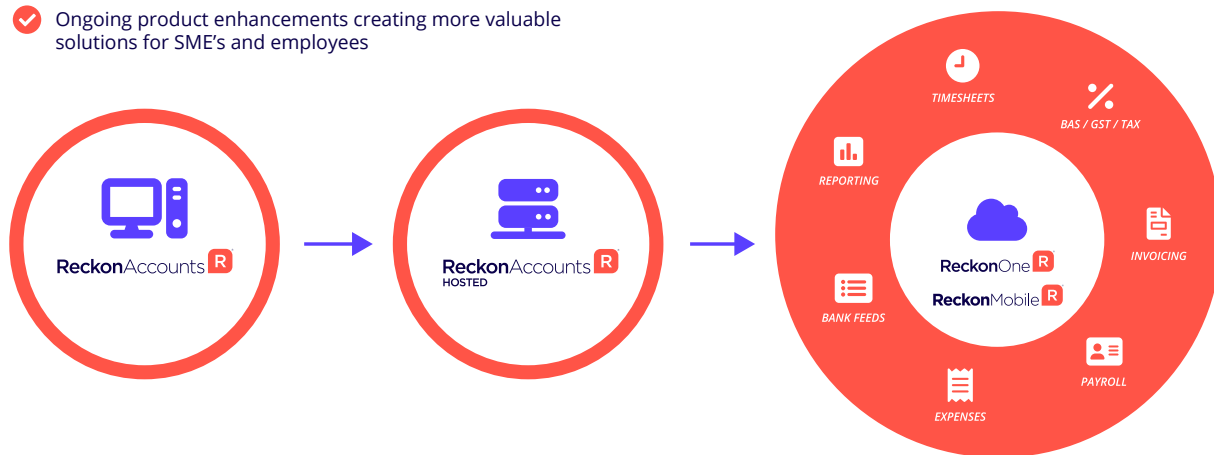 Ongoing product enhancements creating more valuable
solutions for SME’s and employees
ReckonAccounts R
ReckonAccounts R
HOSTED
TIMESHEETS
BAS / GST / TAX
REPORTING
INVOICING
ReckonOne R
ReckonMobile R
BANK FEEDS
PAYROLL
EXPENSES